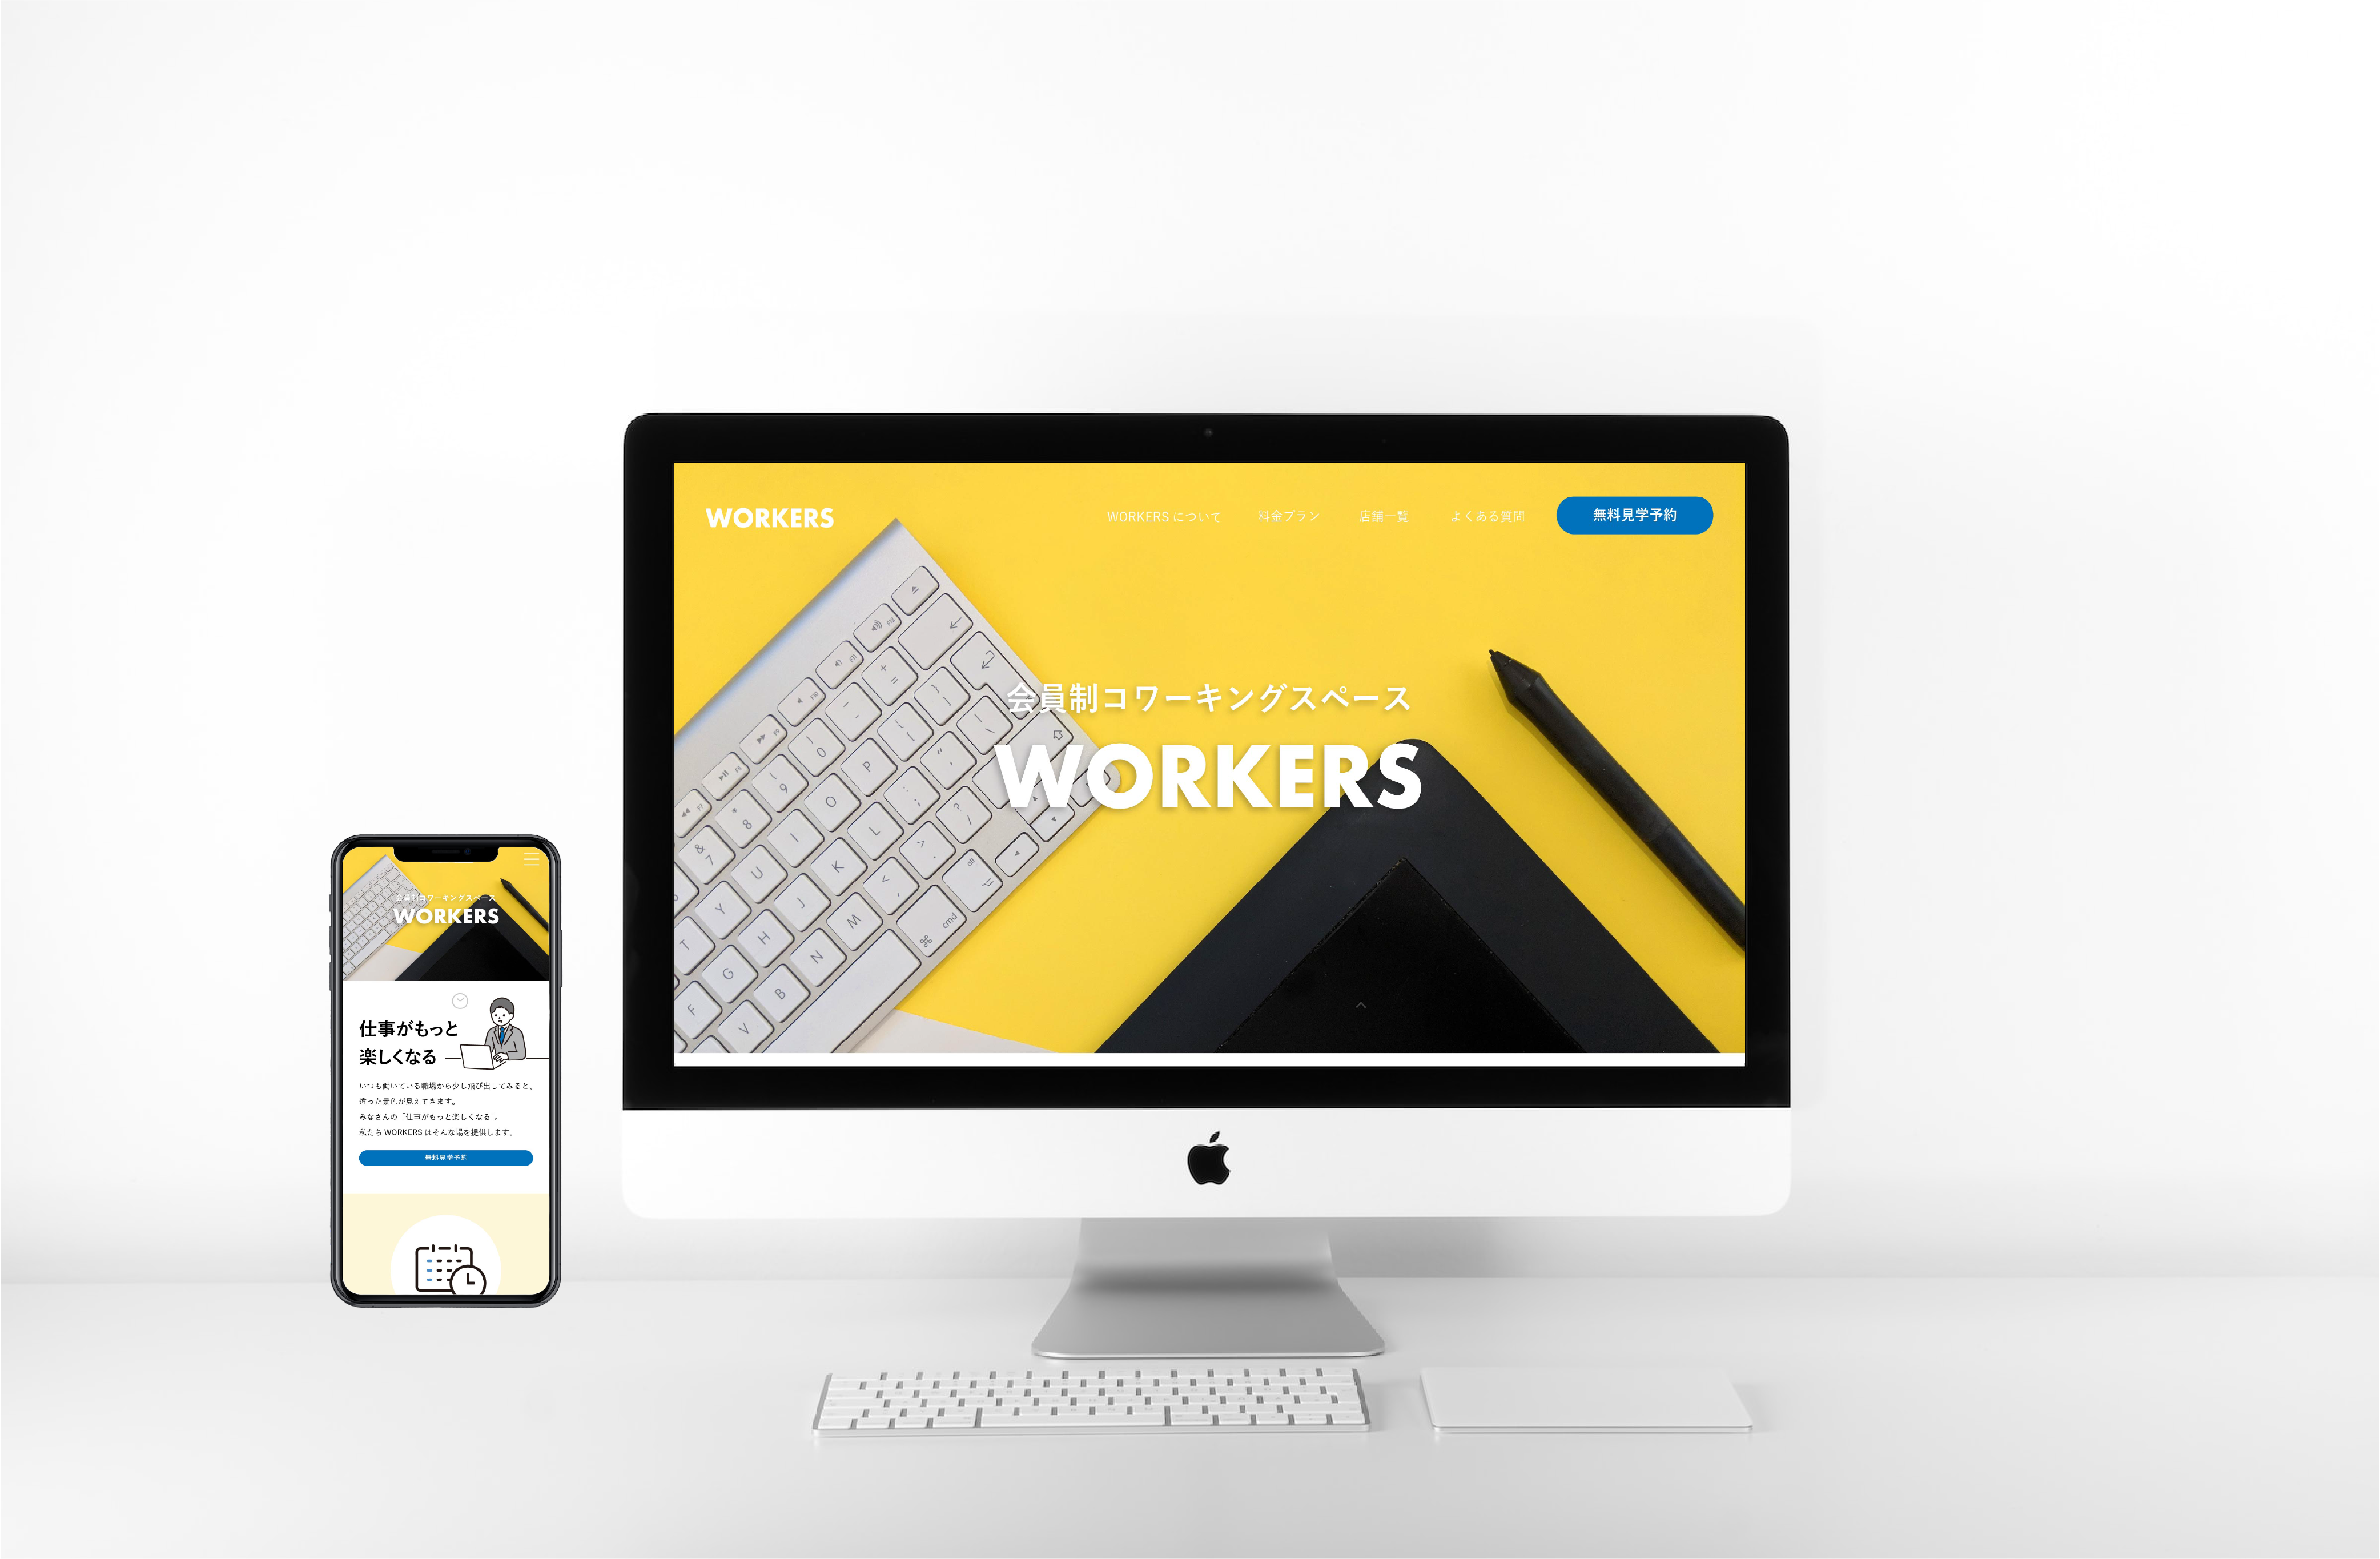 WORKERS
WORKERS について
料金プラン
店舗一覧
よくある質問
無料見学予約
会員制コワーキングスペース
WORKERS
会員制コワーキングスペース
WORKERS
仕事がもっと
楽しくなる
いつも働いている職場から少し飛び出してみると、
違った景色が見えてきます。
みなさんの「仕事がもっと楽しくなる」。
私たち WORKERS はそんな場を提供します。
無料見学予約